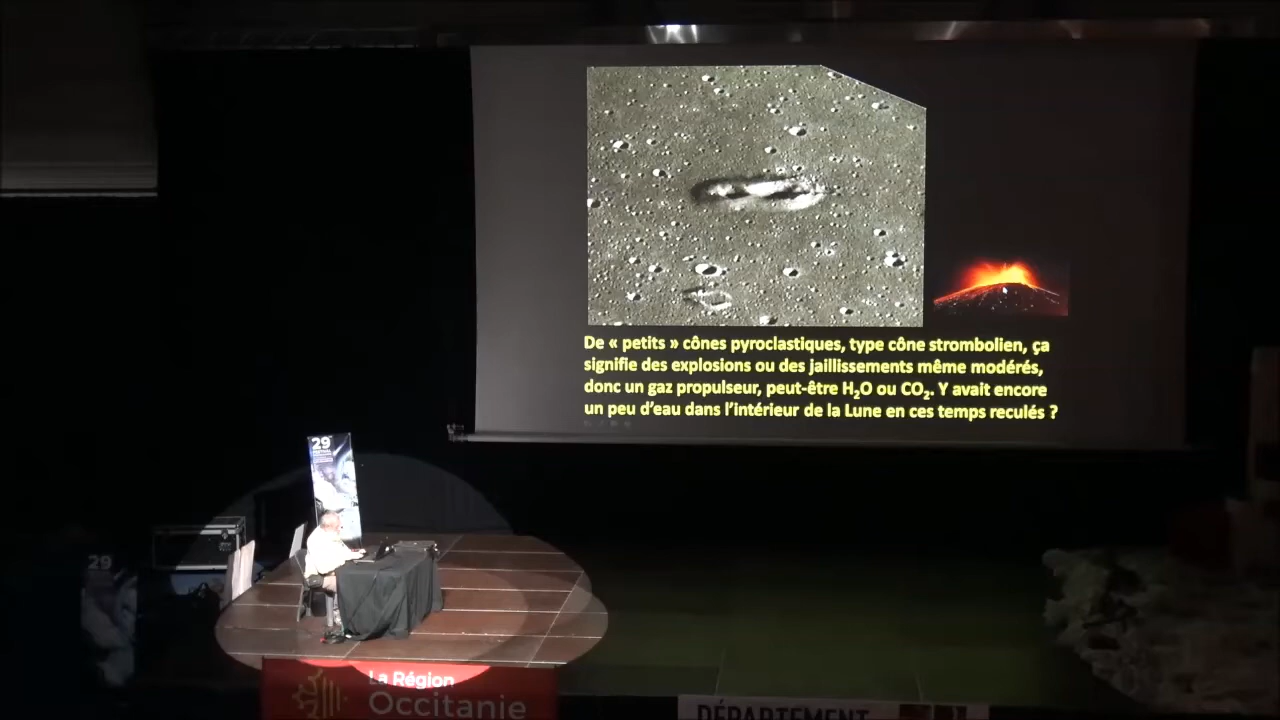 De « petits » cônes pyroclastiques, type cône strombolien, ça
signifie des explosions ou des jaillissements même modérés,
donc un gaz propulseur, peut-être H₂O ou CO₂. Y avait encore
un peu d’eau dans l’intérieur de la Lune en ces temps reculés ?
29
29
La Région
Occitanie
DÉPARTEMENT